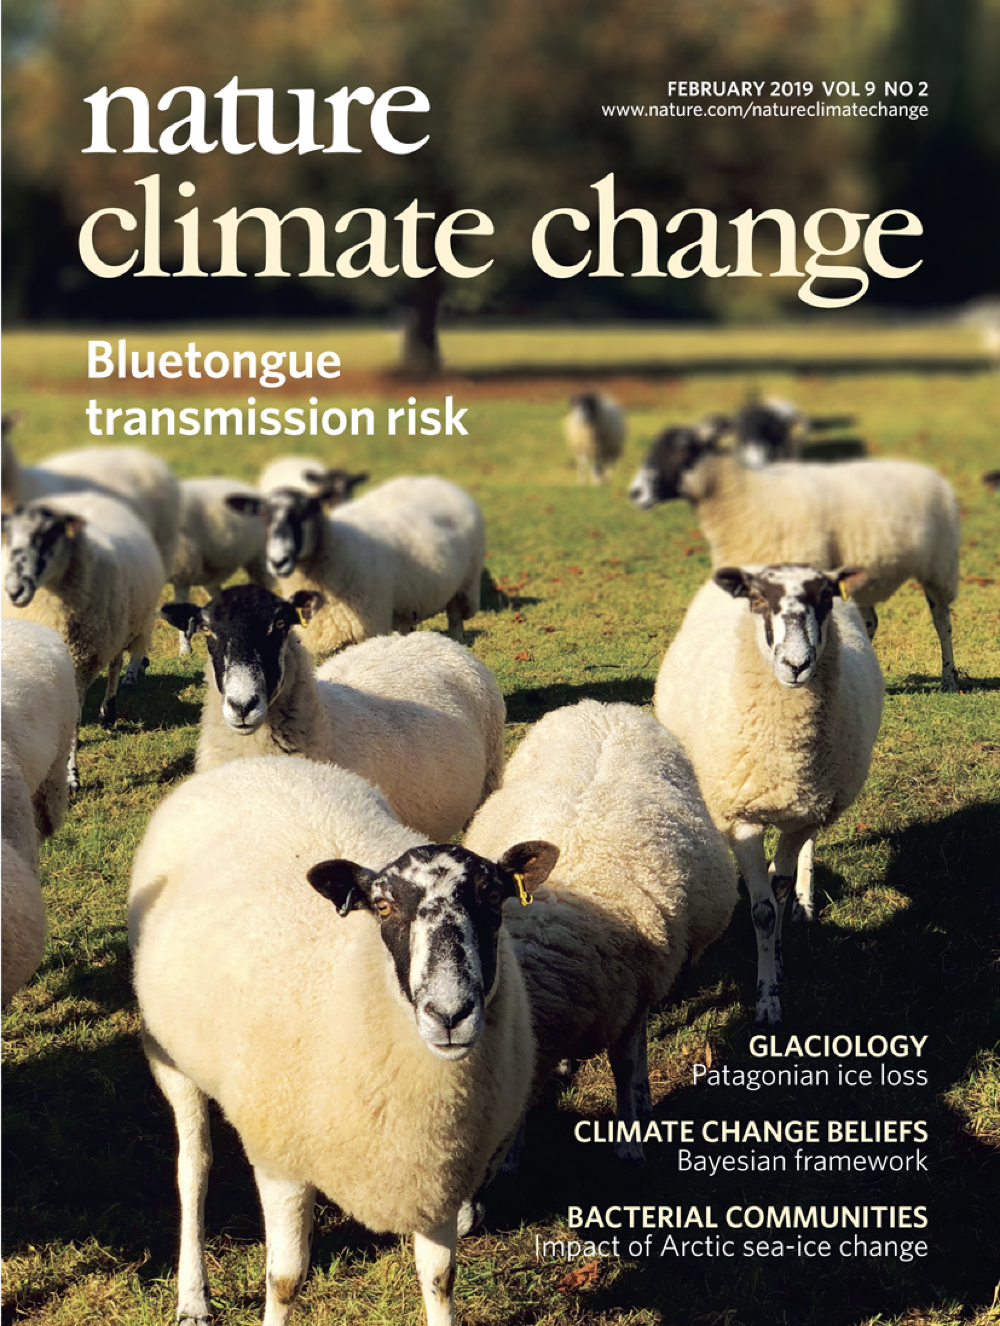 nature
FEBRUARY 2019 VOL 9 NO 2
www.nature.com/natureclimatechange
climate change
Bluetongue
transmission risk
GLACIOLOGY
Patagonian ice loss
CLIMATE CHANGE BELIEFS
Bayesian framework
BACTERIAL COMMUNITIES
Impact of Arctic sea-ice change